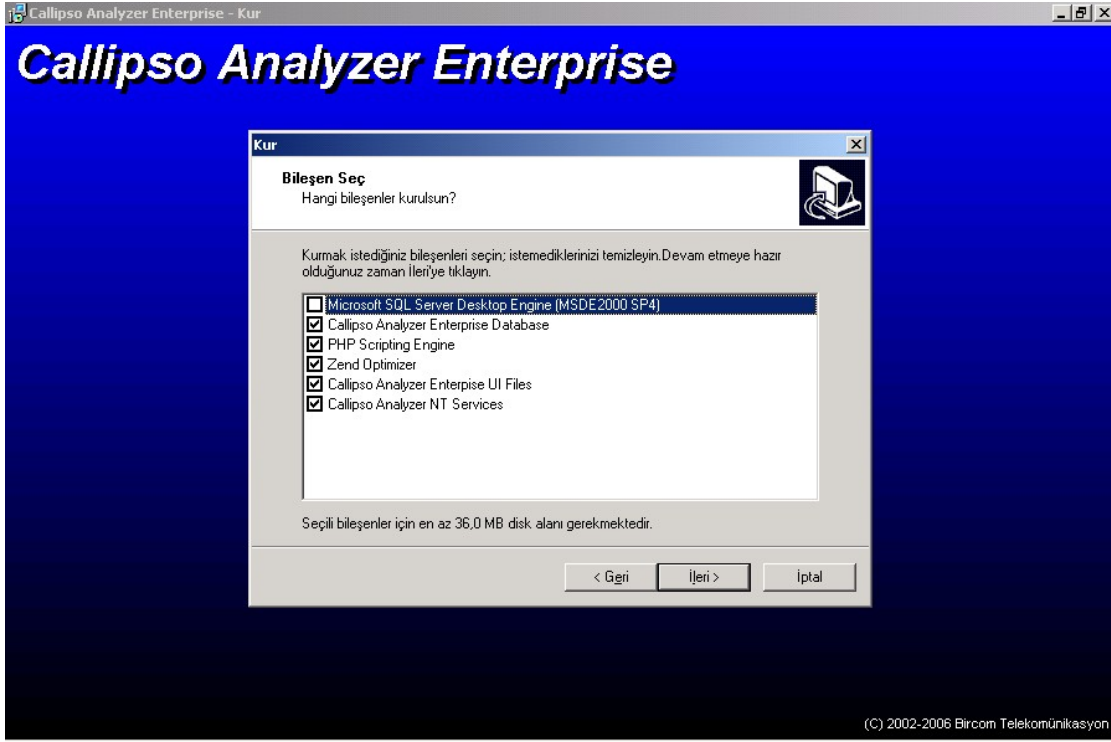 Callipso Analyzer Enterprise - Kur
Callipso Analyzer Enterprise
Kur
Bileşen Seç
Hangi bileşenler kurulsun?
Kurmak istediğiniz bileşenleri seçin; istemediklerinizi temizleyin.Devam etmeye hazır
olduğunuz zaman İleri'ye tıklayın.
Microsoft SQL Server Desktop Engine (MSDE2000 SP4)
Callipso Analyzer Enterprise Database
PHP Scripting Engine
Zend Optimizer
Callipso Analyzer Enterpise UI Files
Callipso Analyzer NT Services
Seçili bileşenler için en az 36,0 MB disk alanı gerekmektedir.
< Geri
İleri >
İptal
(C) 2002-2006 Bircom Telekomünikasyon